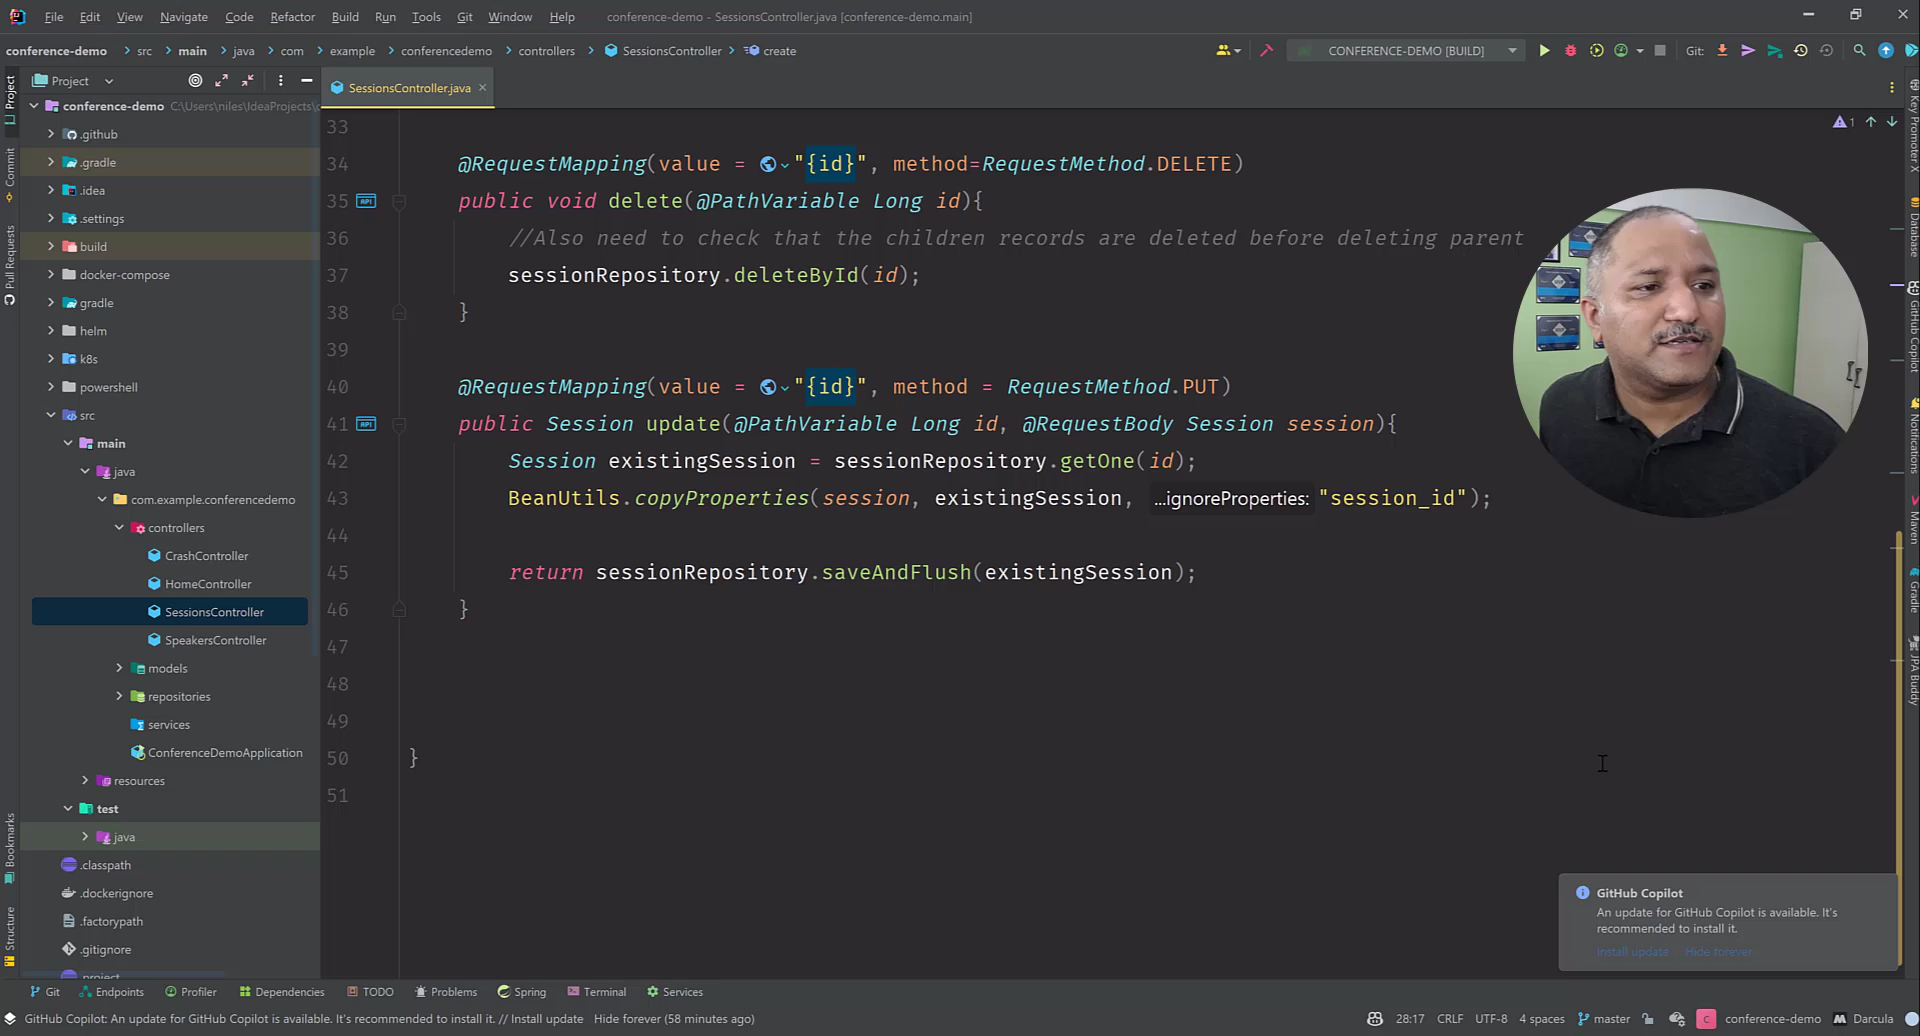 File Edit View Navigate Code Refactor Build Run Tools Git Window Help conference-demo - SessionsController.java [conference-demo.main]
conference-demo src main java com example conferencedemo controllers SessionsController create CONFERENCE-DEMO [BUILD] Git:
Project SessionsController.java
Project
Commit
Pull Requests
Bookmarks
Structure
conference-demo C:\Users\niles\IdeaProjects\c
.github
.gradle
.idea
.settings
build
docker-compose
gradle
helm
k8s
powershell
src
main
java
com.example.conferencedemo
controllers
CrashController
HomeController
SessionsController
SpeakersController
models
repositories
services
ConferenceDemoApplication
resources
test
java
.classpath
.dockerignore
.factorypath
.gitignore
.project
1
33
34 @RequestMapping(value = "{id}", method=RequestMethod.DELETE)
35 API public void delete(@PathVariable Long id){
36 //Also need to check that the children records are deleted before deleting parent
37 sessionRepository.deleteById(id);
38 }
39
40 @RequestMapping(value = "{id}", method = RequestMethod.PUT)
41 API public Session update(@PathVariable Long id, @RequestBody Session session){
42 Session existingSession = sessionRepository.getOne(id);
43 BeanUtils.copyProperties(session, existingSession, ...ignoreProperties: "session_id");
44
45 return sessionRepository.saveAndFlush(existingSession);
46 }
47
48
49
50 }
51
Key Promoter X
Database
GitHub Copilot
Notifications
Maven
Gradle
JPA Buddy
GitHub Copilot
An update for GitHub Copilot is available. It's
recommended to install it.
Install update Hide forever
Git Endpoints Profiler Dependencies TODO Problems Spring Terminal Services
GitHub Copilot: An update for GitHub Copilot is available. It's recommended to install it. // Install update Hide forever (58 minutes ago) 28:17 CRLF UTF-8 4 spaces master C conference-demo Darcula